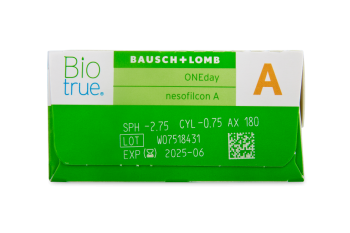 Bio
true®
BAUSCH+LOMB
ONEday
nesofilcon A
A
SPH -2.75 CYL -0.75 AX 180
LOT W07518431
EXP 2025-06